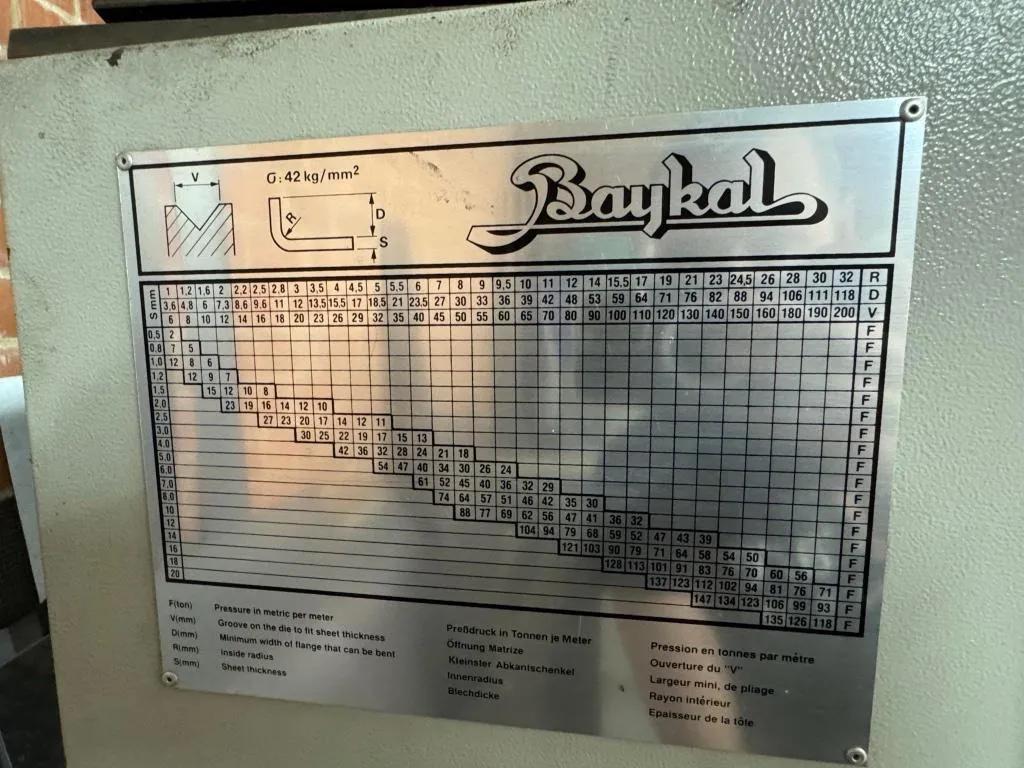 V
σ: 42 kg/mm²
R
D
S
Baykal
1 1,2 1,6 2 2,2 2,5 2,8 3 3,5 4 4,5 5 5,5 6 7 8 9 9,5 10 11 12 14 15,5 17 19 21 23 24,5 26 28 30 32 R
3,6 4,8 6 7,3 8,6 9,6 11 12 13,5 15,5 17 18,5 21 23,5 27 30 33 36 39 42 48 53 59 64 71 76 82 88 94 106 111 118 D
S 6 8 10 12 14 16 18 20 23 26 29 32 35 40 45 50 55 60 65 70 80 90 100 110 120 130 140 150 160 180 190 200 V
0,5 2 F
0,8 7 5 F
1,0 12 8 6 F
1,2 12 9 7 F
1,5 15 12 10 8 F
2,0 23 19 16 14 12 10 F
2,5 27 23 20 17 14 12 11 F
3,0 30 25 22 19 17 15 13 F
4,0 42 36 32 28 24 21 18 F
5,0 54 47 40 34 30 26 24 F
6,0 61 52 45 40 36 32 29 F
7,0 74 64 57 51 46 42 35 30 F
8,0 88 77 69 62 56 47 41 36 32 F
10 104 94 79 68 59 52 47 43 39 F
12 121 103 90 79 71 64 58 54 50 F
14 128 113 101 91 83 76 70 60 56 F
16 137 123 112 102 94 81 76 71 F
18 147 134 123 106 99 93 F
20 135 126 118 F
F(ton) Pressure in metric per meter
V(mm) Groove on the die to fit sheet thickness
D(mm) Minimum width of flange that can be bent
R(mm) Inside radius
S(mm) Sheet thickness
Preßdruck in Tonnen je Meter
Öffnung Matrize
Kleinster Abkantschenkel
Innenradius
Blechdicke
Pression en tonnes par mètre
Ouverture du "V"
Largeur mini, de pliage
Rayon intérieur
Epaisseur de la tôle